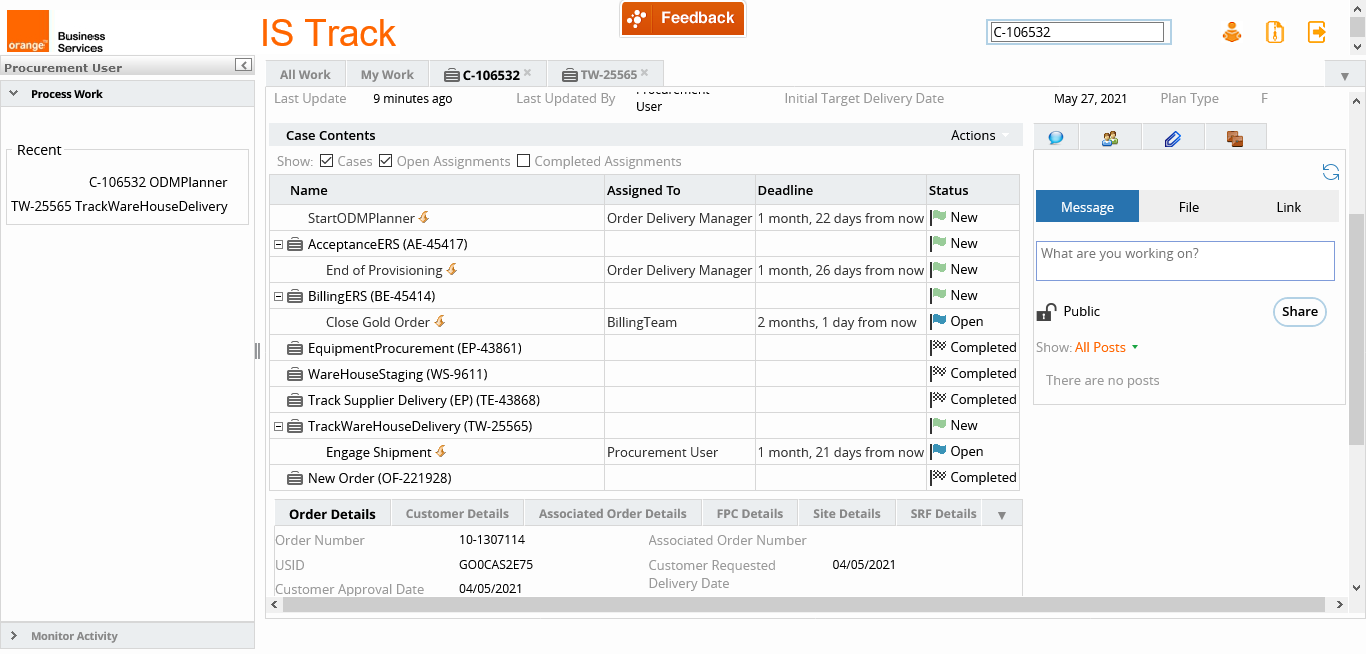 orange™
Business
Services
IS Track
Feedback
C-106532
Procurement User
Process Work
Recent
C-106532 ODMPlanner
TW-25565 TrackWareHouseDelivery
Monitor Activity
All Work My Work C-106532 × TW-25565 ×
Last Update 9 minutes ago Last Updated By Procurement User Initial Target Delivery Date May 27, 2021 Plan Type F
Case Contents Actions
Show: Cases Open Assignments Completed Assignments
Name Assigned To Deadline Status
StartODMPlanner Order Delivery Manager 1 month, 22 days from now New
AcceptanceERS (AE-45417) New
End of Provisioning Order Delivery Manager 1 month, 26 days from now New
BillingERS (BE-45414) New
Close Gold Order BillingTeam 2 months, 1 day from now Open
EquipmentProcurement (EP-43861) Completed
WareHouseStaging (WS-9611) Completed
Track Supplier Delivery (EP) (TE-43868) Completed
TrackWareHouseDelivery (TW-25565) New
Engage Shipment Procurement User 1 month, 21 days from now Open
New Order (OF-221928) Completed
Order Details Customer Details Associated Order Details FPC Details Site Details SRF Details
Order Number 10-1307114 Associated Order Number
USID GO0CAS2E75 Customer Requested Delivery Date 04/05/2021
Customer Approval Date 04/05/2021
Message File Link
What are you working on?
Public Share
Show: All Posts
There are no posts